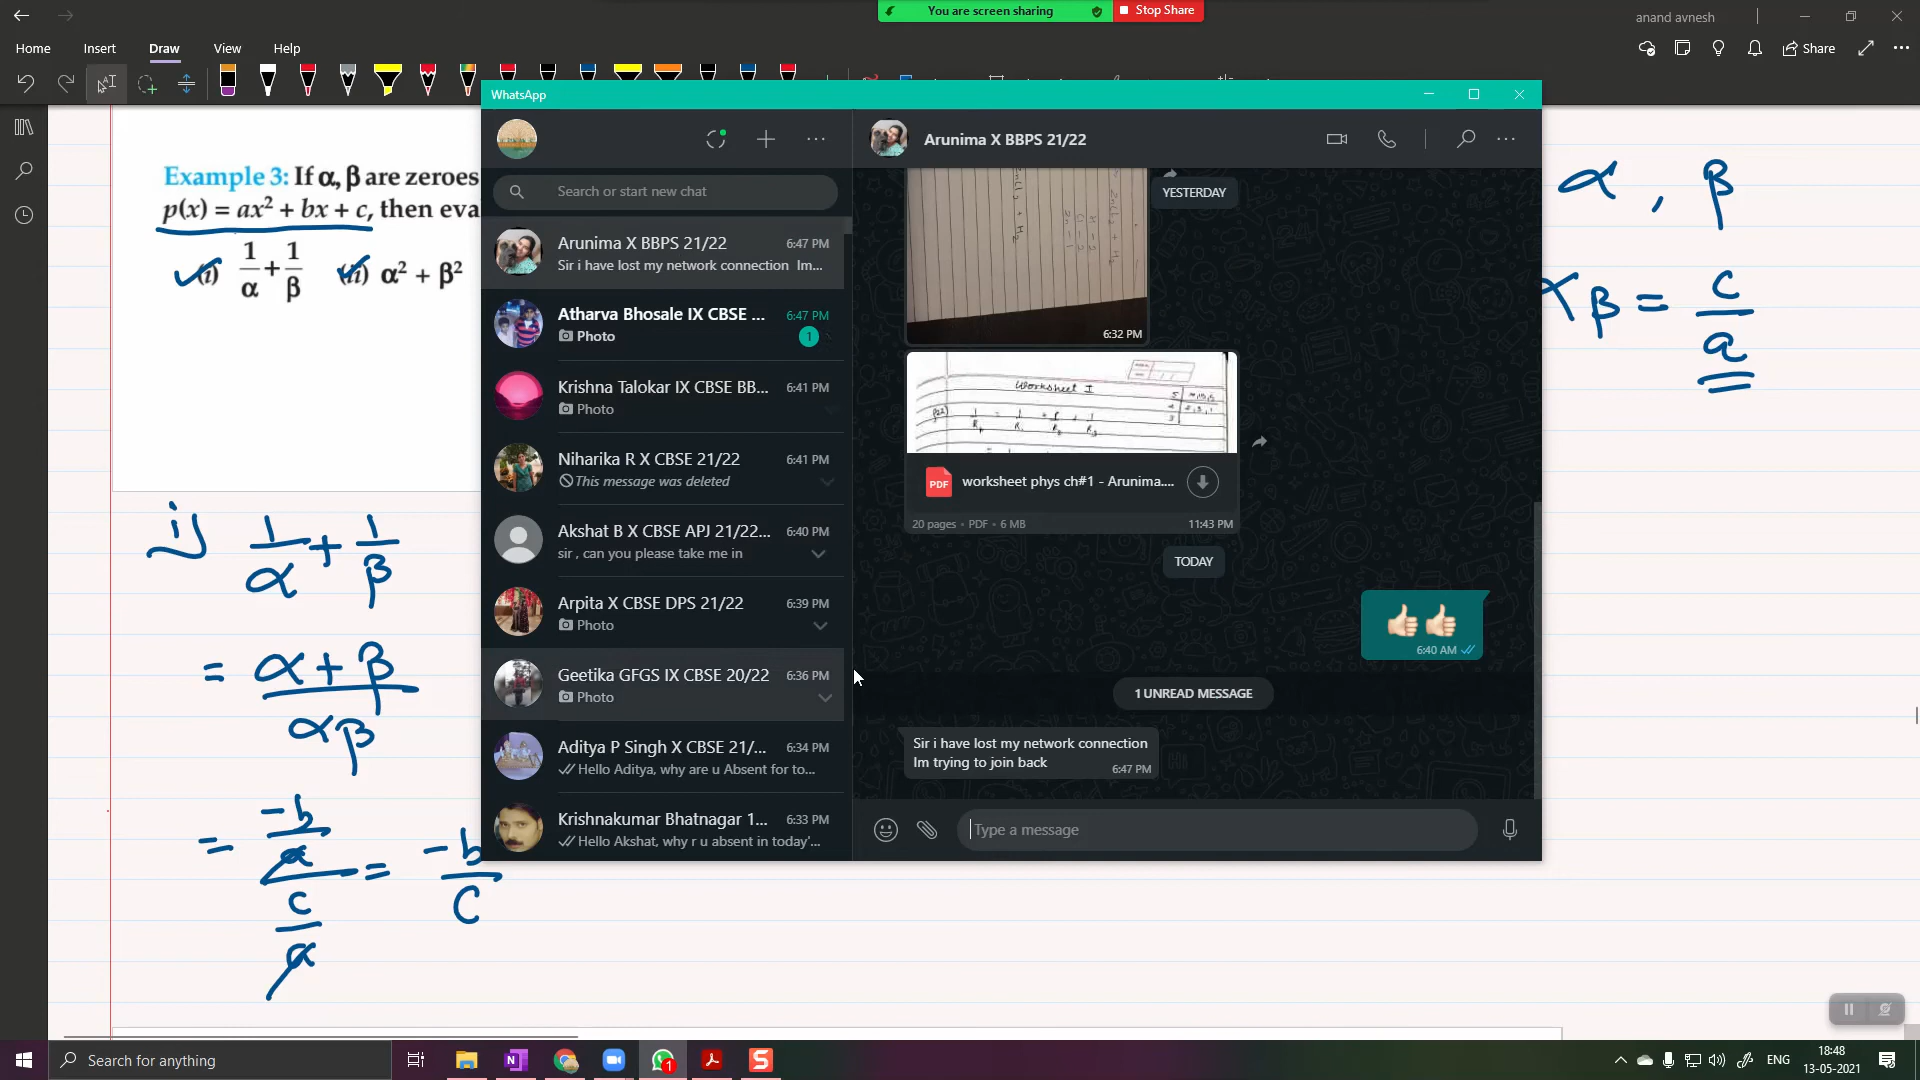 You are screen sharing
Stop Share
anand avnesh
Home Insert Draw View Help
Share
WhatsApp
Example 3: If α, β are zeroes
p(x) = ax² + bx + c, then eva
(i) 1/α + 1/β (ii) α² + β²
i) 1/α + 1/β
= α + β / αβ
= -b/a / c/a = -b/c
α , β
αβ = c/a
Search or start new chat
Arunima X BBPS 21/22 6:47 PM
Sir i have lost my network connection Im...
Atharva Bhosale IX CBSE ... 6:47 PM
Photo 1
Krishna Talokar IX CBSE BB... 6:41 PM
Photo
Niharika R X CBSE 21/22 6:41 PM
This message was deleted
Akshat B X CBSE APJ 21/22... 6:40 PM
sir , can you please take me in
Arpita X CBSE DPS 21/22 6:39 PM
Photo
Geetika GFGS IX CBSE 20/22 6:36 PM
Photo
Aditya P Singh X CBSE 21/... 6:34 PM
Hello Aditya, why are u Absent for to...
Krishnakumar Bhatnagar 1... 6:33 PM
Hello Akshat, why r u absent in today'...
Arunima X BBPS 21/22
YESTERDAY
6:32 PM
Worksheet I
PDF worksheet phys ch#1 - Arunima....
20 pages • PDF • 6 MB 11:43 PM
TODAY
6:40 AM
1 UNREAD MESSAGE
Sir i have lost my network connection
Im trying to join back
6:47 PM
Type a message
Search for anything
1
ENG
18:48
13-05-2021